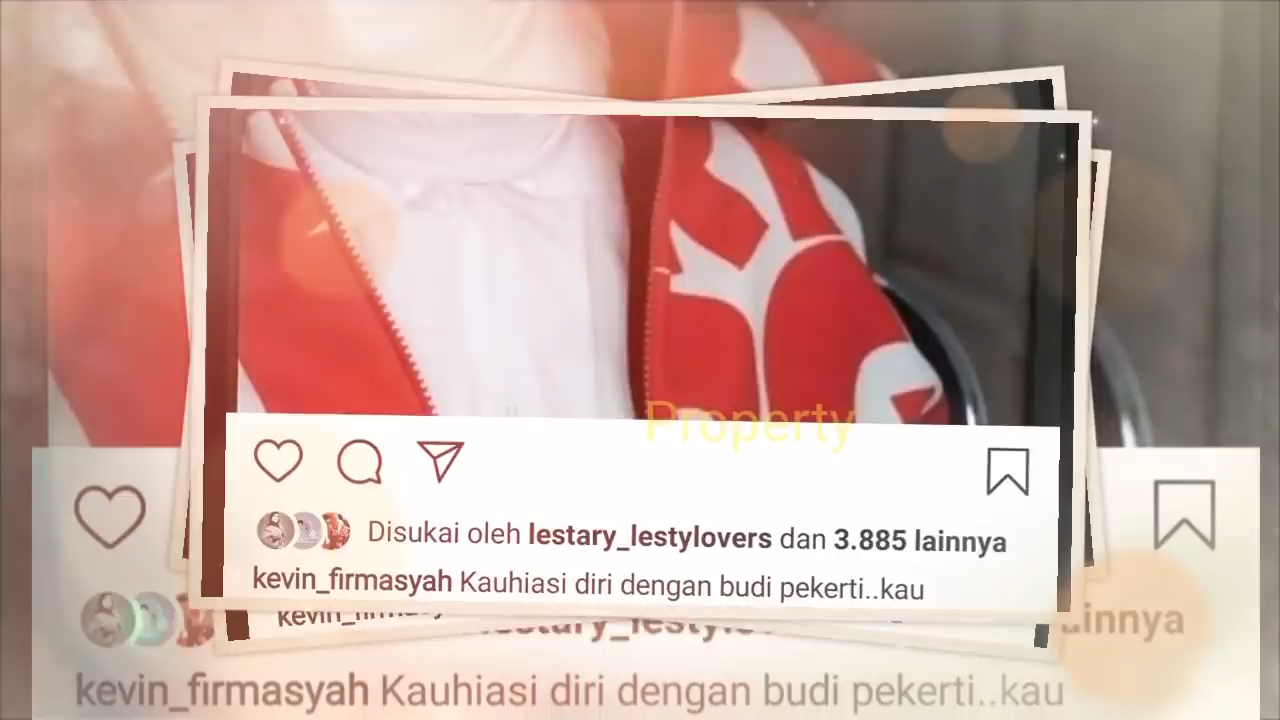 Property
Disukai oleh lestary_lestylovers dan 3.885 lainnya
kevin_firmasyah Kauhiasi diri dengan budi pekerti..kau
lainnya
kevin_firmasyah Kauhiasi diri dengan budi pekerti..kau